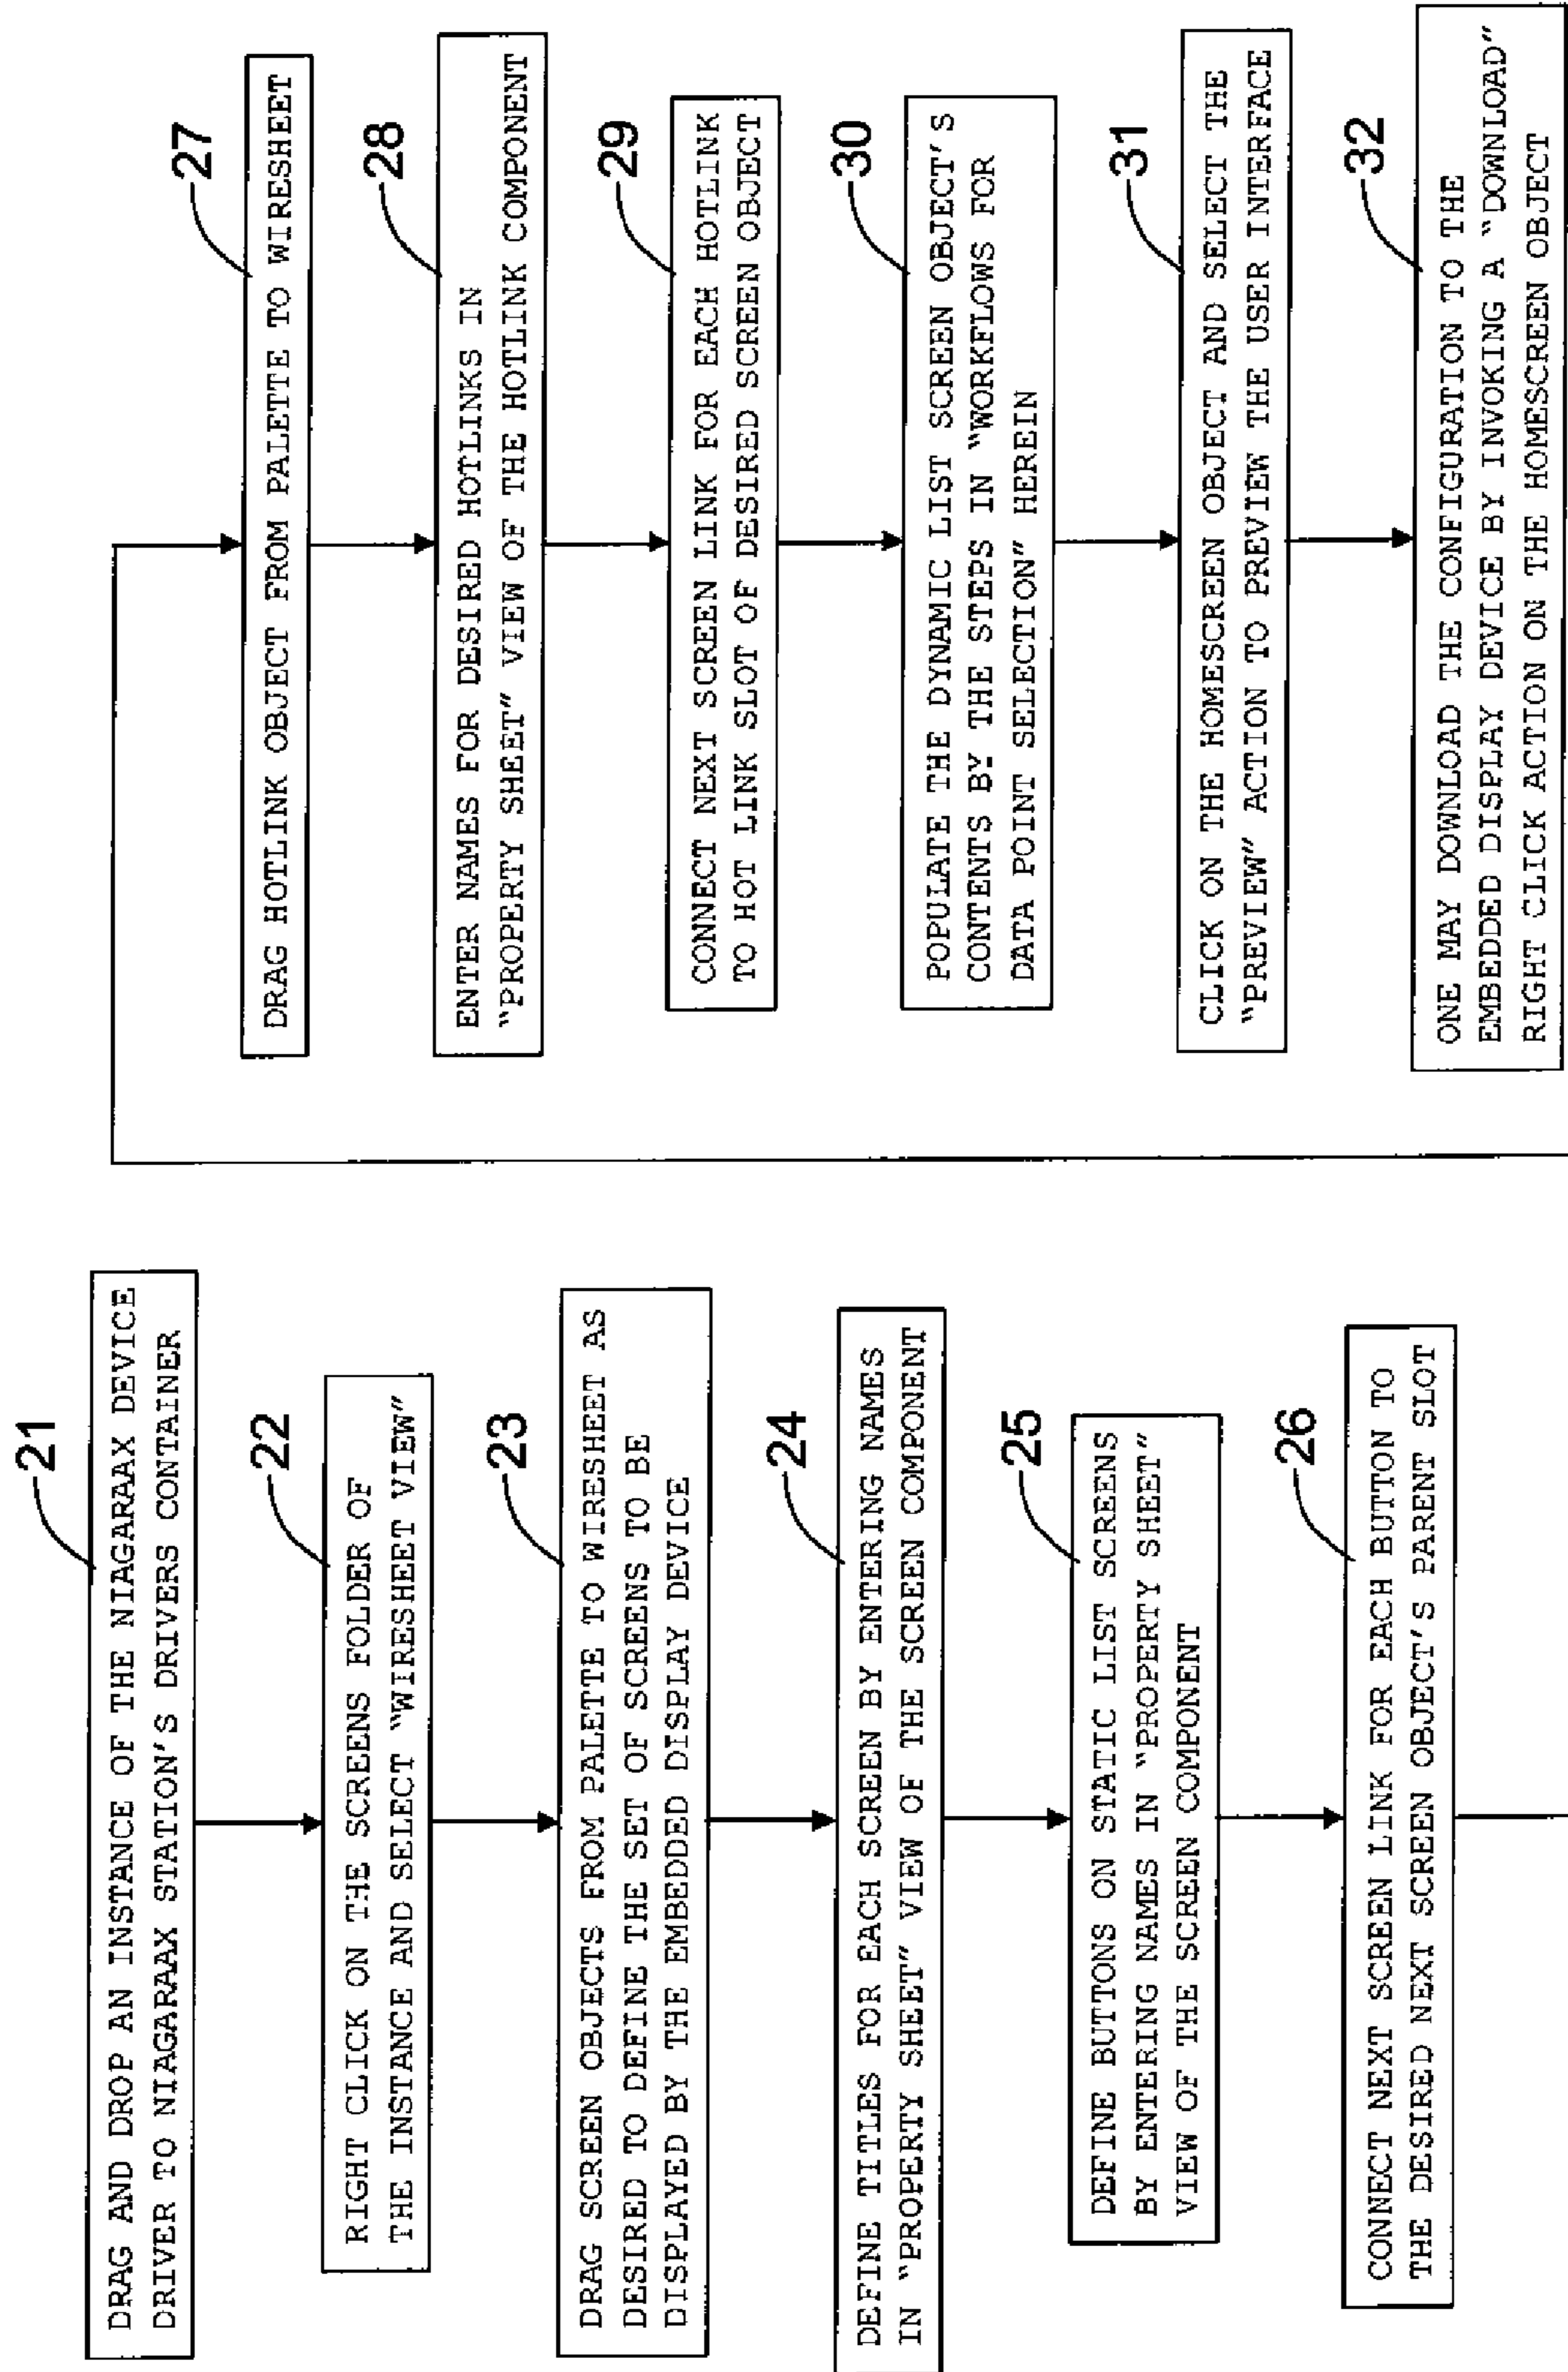 21
DRAG AND DROP AN INSTANCE OF THE NIAGARAAX DEVICE
DRIVER TO NIAGARAAX STATION'S DRIVERS CONTAINER
22
RIGHT CLICK ON THE SCREENS FOLDER OF
THE INSTANCE AND SELECT "WIRESHEET VIEW"
23
DRAG SCREEN OBJECTS FROM PALETTE TO WIRESHEET AS
DESIRED TO DEFINE THE SET OF SCREENS TO BE
DISPLAYED BY THE EMBEDDED DISPLAY DEVICE
24
DEFINE TITLES FOR EACH SCREEN BY ENTERING NAMES
IN "PROPERTY SHEET" VIEW OF THE SCREEN COMPONENT
25
DEFINE BUTTONS ON STATIC LIST SCREENS
BY ENTERING NAMES IN "PROPERTY SHEET"
VIEW OF THE SCREEN COMPONENT
26
CONNECT NEXT SCREEN LINK FOR EACH BUTTON TO
THE DESIRED NEXT SCREEN OBJECT'S PARENT SLOT
27
DRAG HOTLINK OBJECT FROM PALETTE TO WIRESHEET
28
ENTER NAMES FOR DESIRED HOTLINKS IN
"PROPERTY SHEET" VIEW OF THE HOTLINK COMPONENT
29
CONNECT NEXT SCREEN LINK FOR EACH HOTLINK
TO HOT LINK SLOT OF DESIRED SCREEN OBJECT
30
POPULATE THE DYNAMIC LIST SCREEN OBJECT'S
CONTENTS BY THE STEPS IN "WORKFLOWS FOR
DATA POINT SELECTION" HEREIN
31
CLICK ON THE HOMESCREEN OBJECT AND SELECT THE
"PREVIEW" ACTION TO PREVIEW THE USER INTERFACE
32
ONE MAY DOWNLOAD THE CONFIGURATION TO THE
EMBEDDED DISPLAY DEVICE BY INVOKING A "DOWNLOAD"
RIGHT CLICK ACTION ON THE HOMESCREEN OBJECT